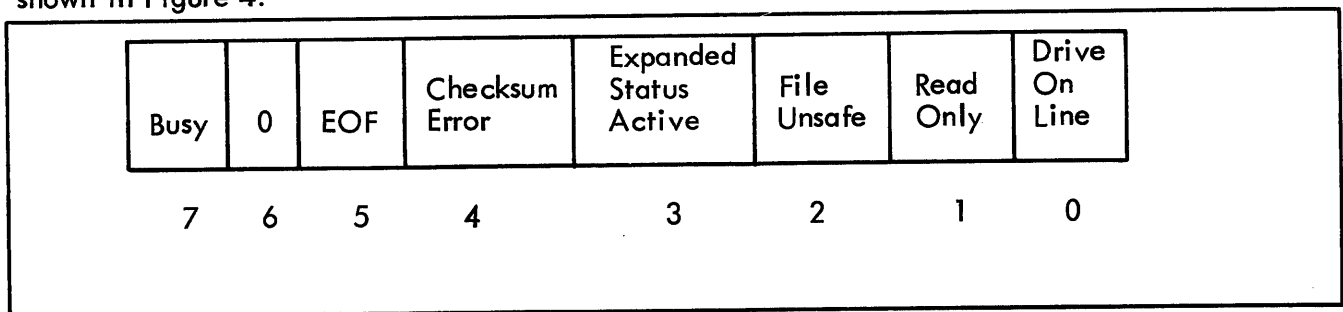 shown in Figure 4.
Busy
0
EOF
Checksum
Error
Expanded
Status
Active
File
Unsafe
Read
Only
Drive
On
Line
7 6 5 4 3 2 1 0